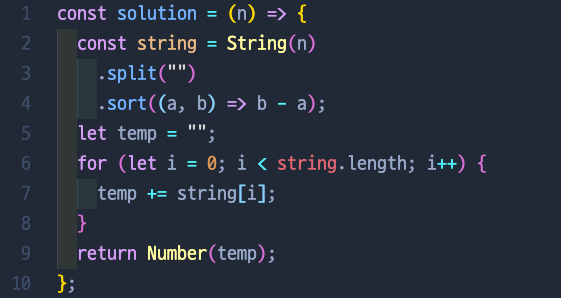 1 const solution = (n) => {
2 const string = String(n)
3 .split("")
4 .sort((a, b) => b - a);
5 let temp = "";
6 for (let i = 0; i < string.length; i++) {
7 temp += string[i];
8 }
9 return Number(temp);
10 };